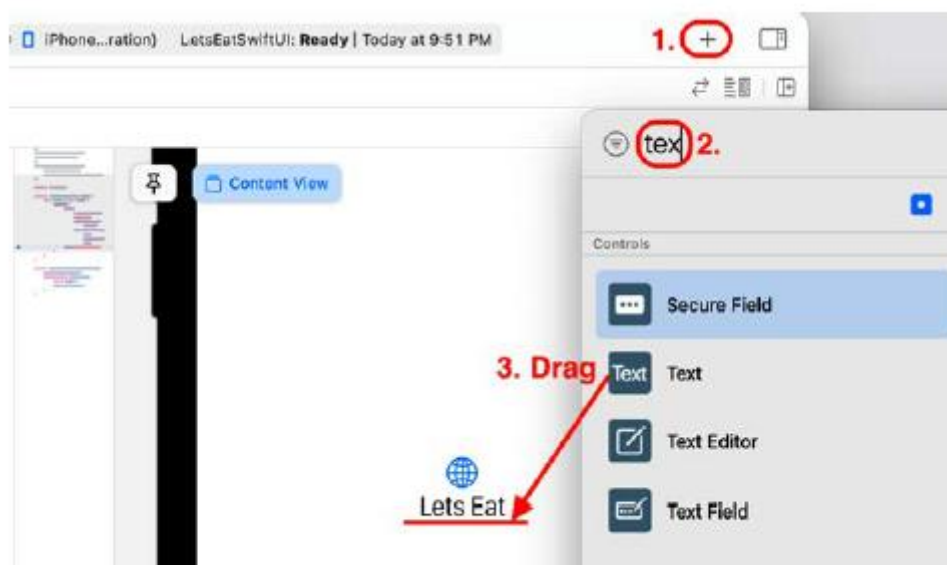 iPhone...ration) LetsEatSwiftUI: Ready | Today at 9:51 PM
1.
tex 2.
Content View
Controls
Secure Field
3. Drag
Text Text
Text Editor
Lets Eat
Text Field